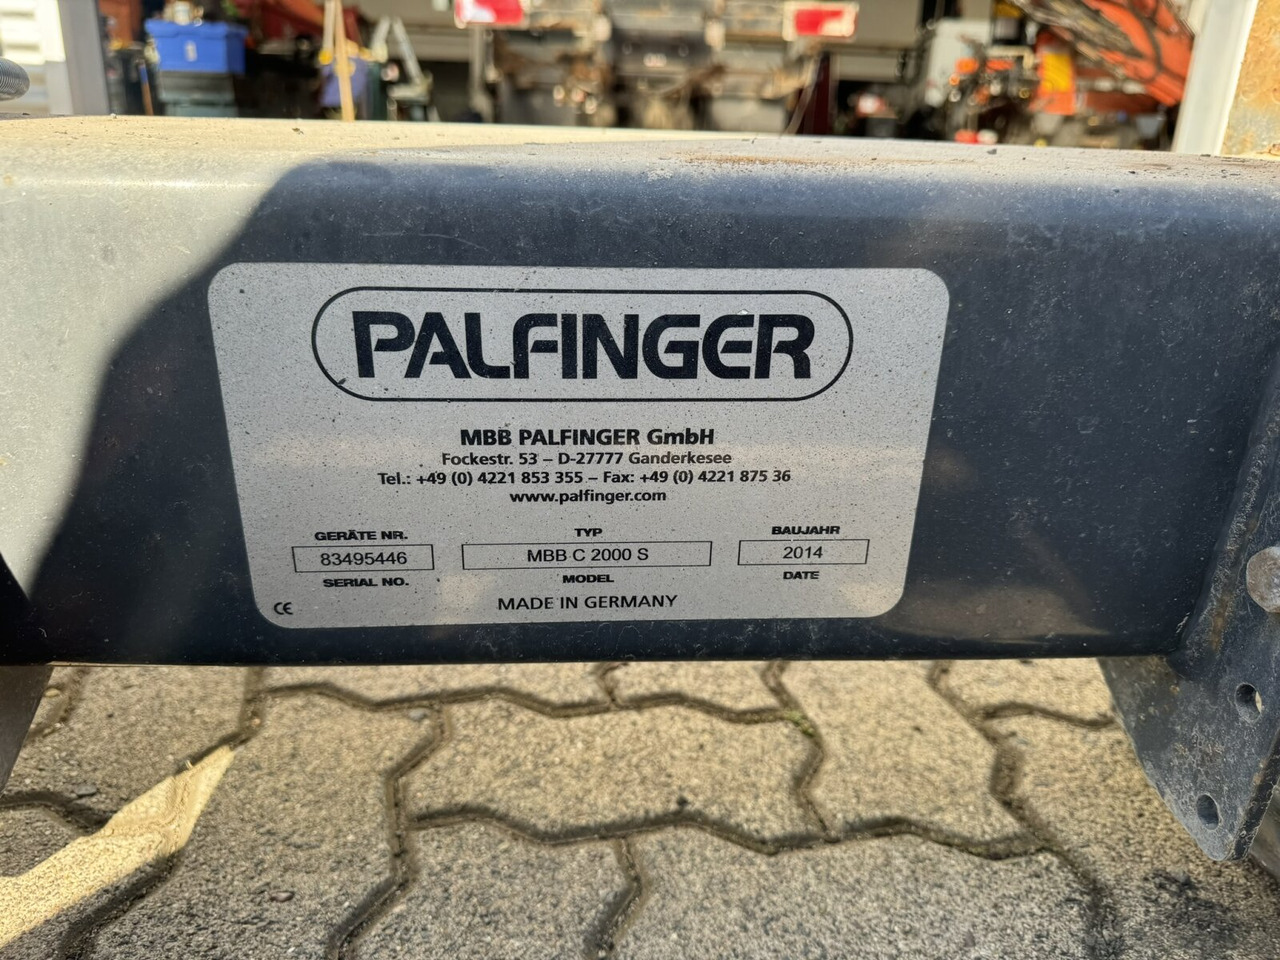 PALFINGER
MBB PALFINGER GmbH
Fockestr. 53 – D-27777 Ganderkesee
Tel.: +49 (0) 4221 853 355 – Fax: +49 (0) 4221 875 36
www.palfinger.com
GERÄTE NR. TYP BAUJAHR
83495446 MBB C 2000 S 2014
SERIAL NO. MODEL DATE
CE MADE IN GERMANY